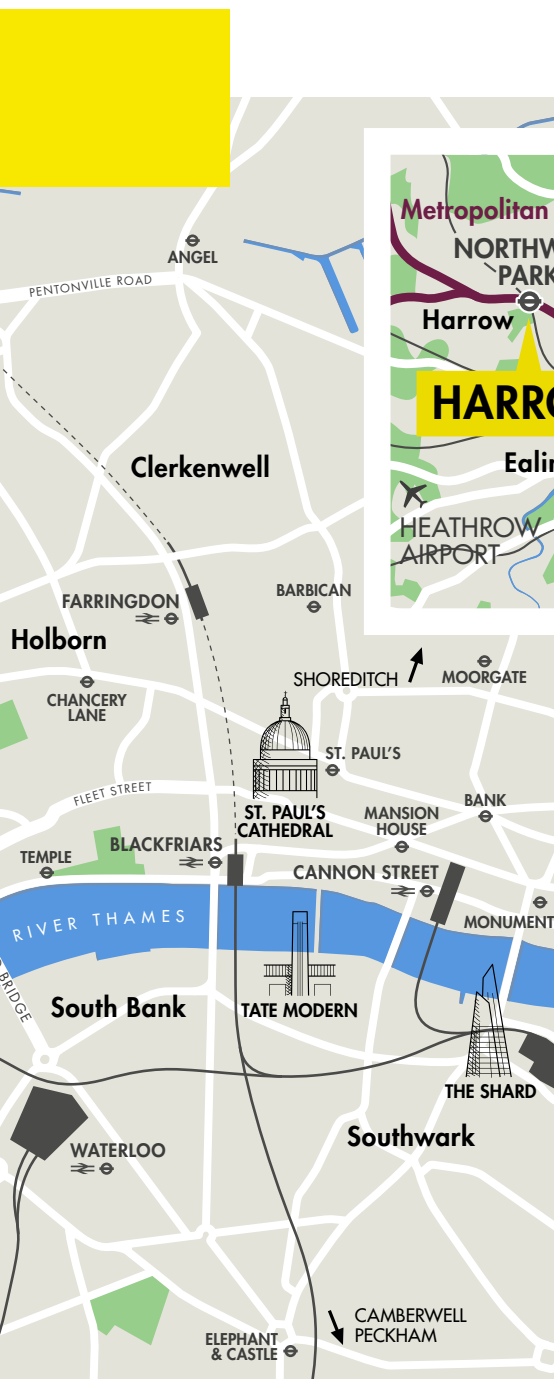 Metropolitan
NORTHW
PARK
ANGEL
PENTONVILLE ROAD
Harrow
HARRO
Ealin
Clerkenwell
HEATHROW
AIRPORT
BARBICAN
FARRINGDON
Holborn
SHOREDITCH
MOORGATE
CHANCERY
LANE
ST. PAUL'S
FLEET STREET
BANK
ST. PAUL'S
CATHEDRAL
MANSION
HOUSE
BLACKFRIARS
TEMPLE
CANNON STREET
RIVER THAMES
MONUMENT
BRIDGE
South Bank
TATE MODERN
THE SHARD
Southwark
WATERLOO
CAMBERWELL
PECKHAM
ELEPHANT
& CASTLE